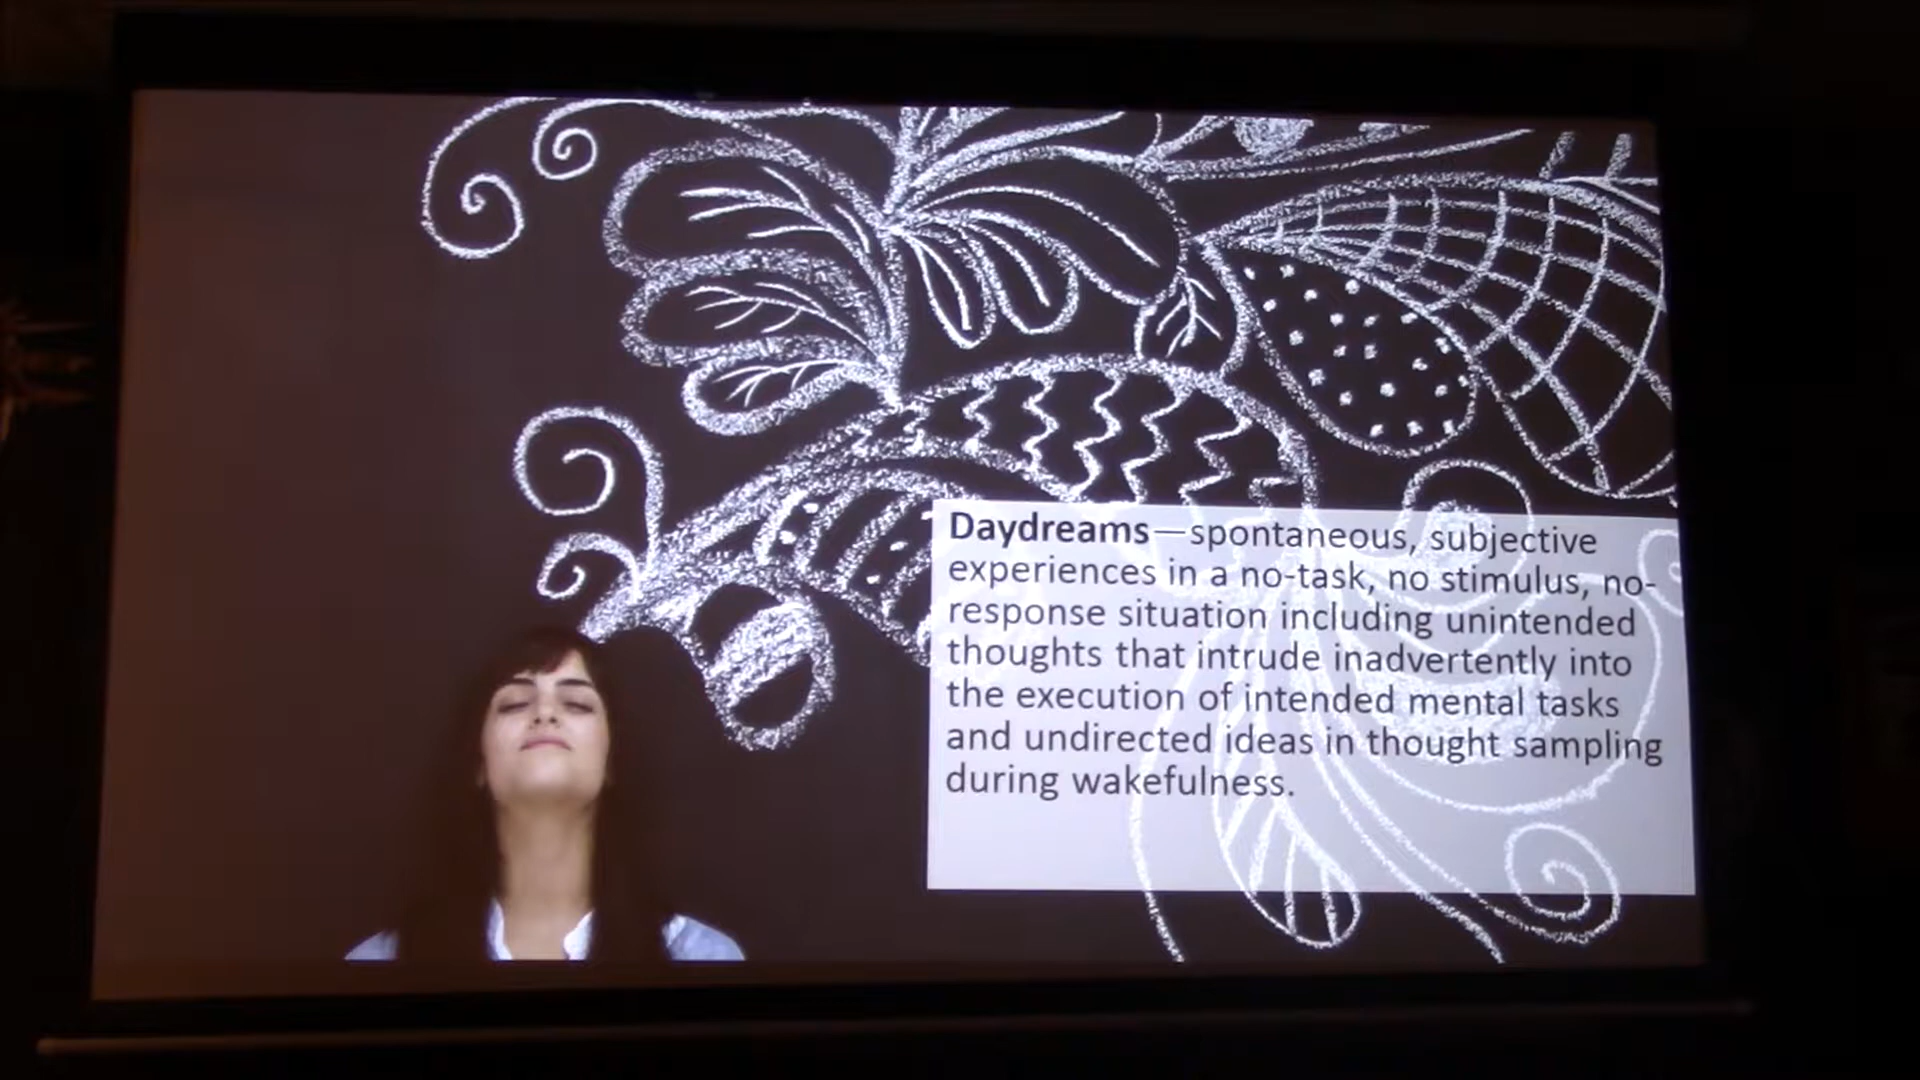 Daydreams—spontaneous, subjective
experiences in a no-task, no stimulus, no-
response situation including unintended
thoughts that intrude inadvertently into
the execution of intended mental tasks
and undirected ideas in thought sampling
during wakefulness.